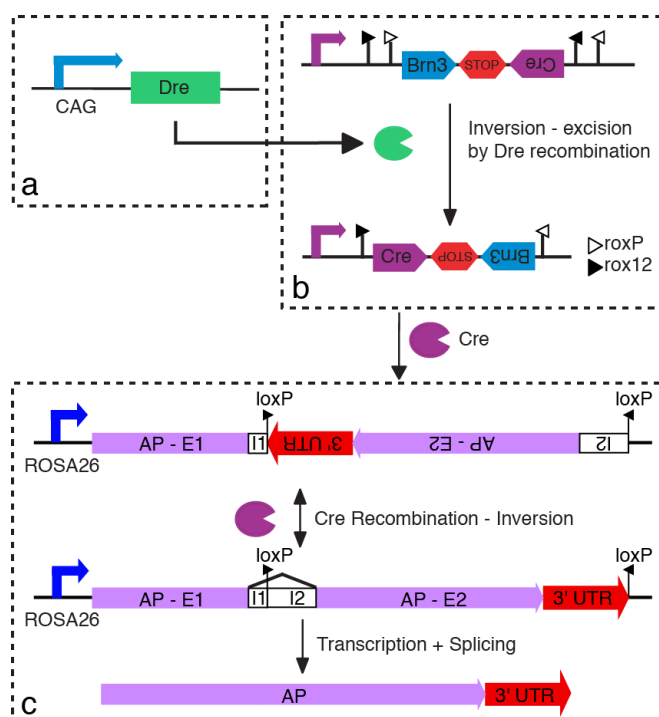 Dre
CAG
a
Brn3
STOP
Cre
Inversion - excision
by Dre recombination
Cre
STOP
Brn3
roxP
rox12
b
Cre
loxP
loxP
AP - E1
I1
3' UTR
AP - E2
I2
ROSA26
Cre Recombination - Inversion
loxP
loxP
AP - E1
I1
I2
AP - E2
3' UTR
ROSA26
Transcription + Splicing
AP
3' UTR
c